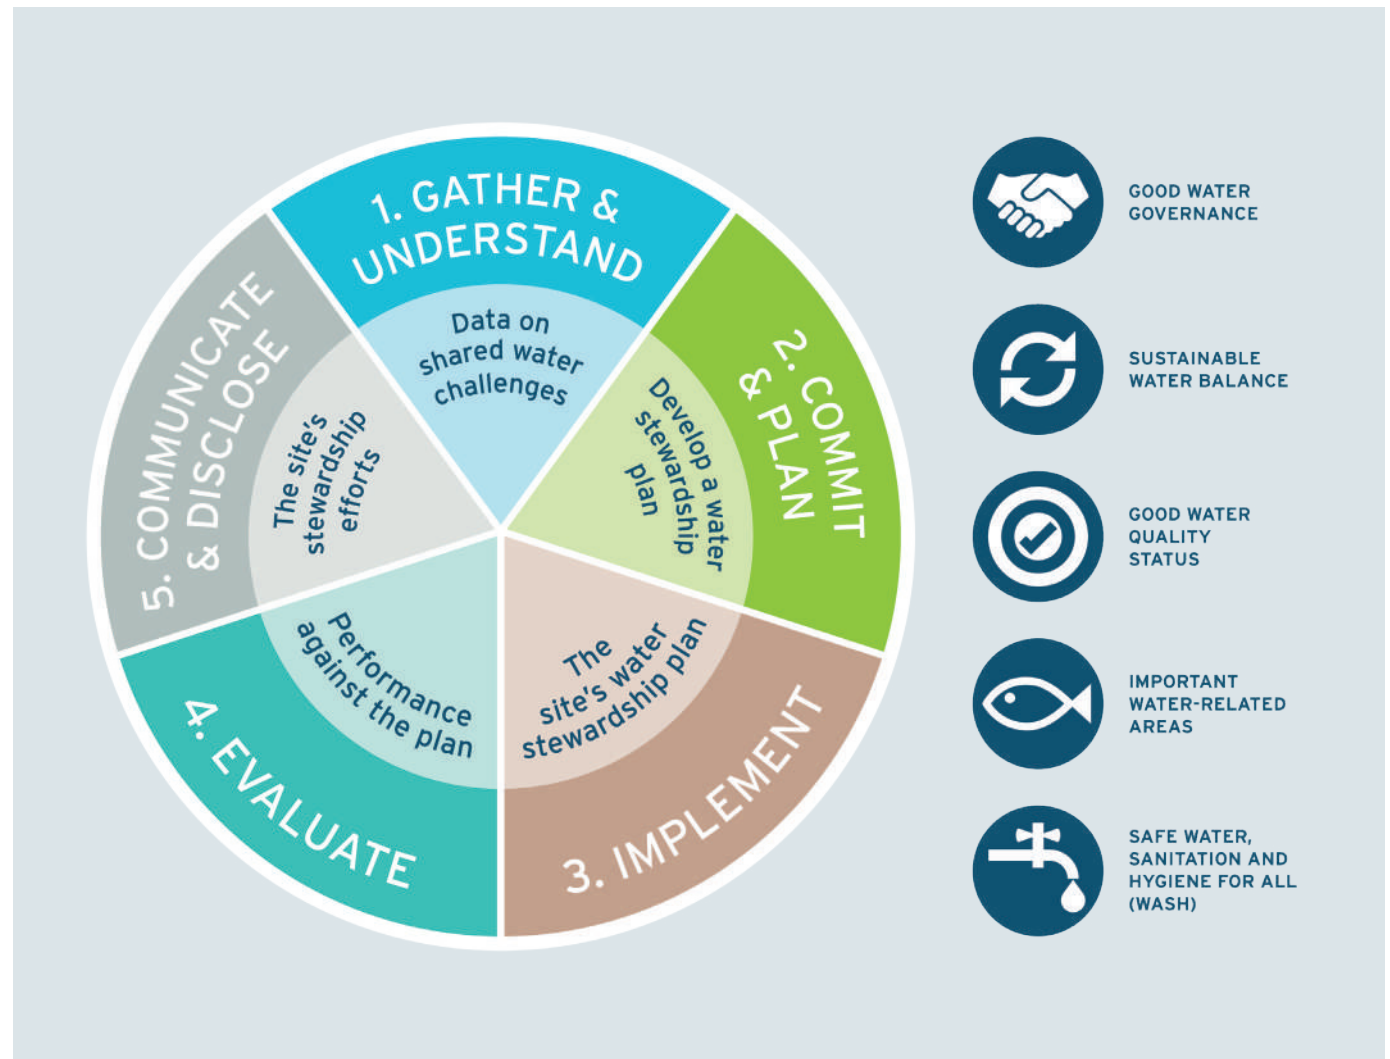 1. GATHER &
UNDERSTAND
Data on
shared water
challenges
2. COMMIT
& PLAN
Develop a water
stewardship
plan
3. IMPLEMENT
The
site's water
stewardship plan
4. EVALUATE
Performance
against the plan
5. COMMUNICATE
& DISCLOSE
The site's
stewardship
efforts
GOOD WATER
GOVERNANCE
SUSTAINABLE
WATER BALANCE
GOOD WATER
QUALITY
STATUS
IMPORTANT
WATER-RELATED
AREAS
SAFE WATER,
SANITATION AND
HYGIENE FOR ALL
(WASH)